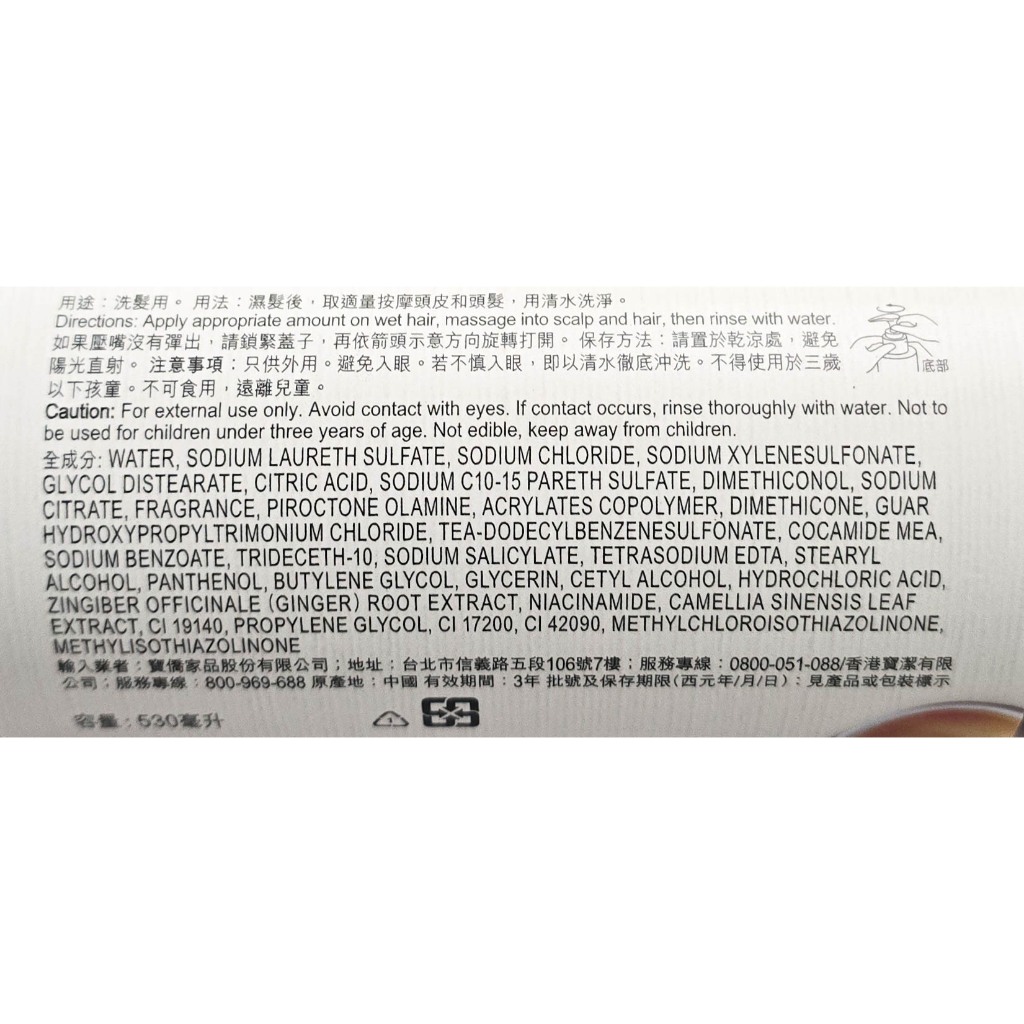 用途：洗髮用。 用法：濕髮後，取適量按摩頭皮和頭髮，用清水洗淨。
Directions: Apply appropriate amount on wet hair, massage into scalp and hair, then rinse with water.
如果壓嘴沒有彈出，請鎖緊蓋子，再依箭頭示意方向旋轉打開。 保存方法：請置於乾涼處，避免
陽光直射。 注意事項：只供外用。避免入眼。若不慎入眼，即以清水徹底沖洗。不得使用於三歲
以下孩童。不可食用，遠離兒童。
底部
Caution: For external use only. Avoid contact with eyes. If contact occurs, rinse thoroughly with water. Not to
be used for children under three years of age. Not edible, keep away from children.
全成分: WATER, SODIUM LAURETH SULFATE, SODIUM CHLORIDE, SODIUM XYLENESULFONATE,
GLYCOL DISTEARATE, CITRIC ACID, SODIUM C10-15 PARETH SULFATE, DIMETHICONOL, SODIUM
CITRATE, FRAGRANCE, PIROCTONE OLAMINE, ACRYLATES COPOLYMER, DIMETHICONE, GUAR
HYDROXYPROPYLTRIMONIUM CHLORIDE, TEA-DODECYLBENZENESULFONATE, COCAMIDE MEA,
SODIUM BENZOATE, TRIDECETH-10, SODIUM SALICYLATE, TETRASODIUM EDTA, STEARYL
ALCOHOL, PANTHENOL, BUTYLENE GLYCOL, GLYCERIN, CETYL ALCOHOL, HYDROCHLORIC ACID,
ZINGIBER OFFICINALE (GINGER) ROOT EXTRACT, NIACINAMIDE, CAMELLIA SINENSIS LEAF
EXTRACT, CI 19140, PROPYLENE GLYCOL, CI 17200, CI 42090, METHYLCHLOROISOTHIAZOLINONE,
METHYLISOTHIAZOLINONE
輸入業者：寶僑家品股份有限公司；地址：台北市信義路五段106號7樓；服務專線：0800-051-088/香港寶潔有限
公司；服務專線：800-969-688 原產地：中國 有效期間：3年 批號及保存期限(西元年/月/日)：見產品或包裝標示
容量：530毫升
1